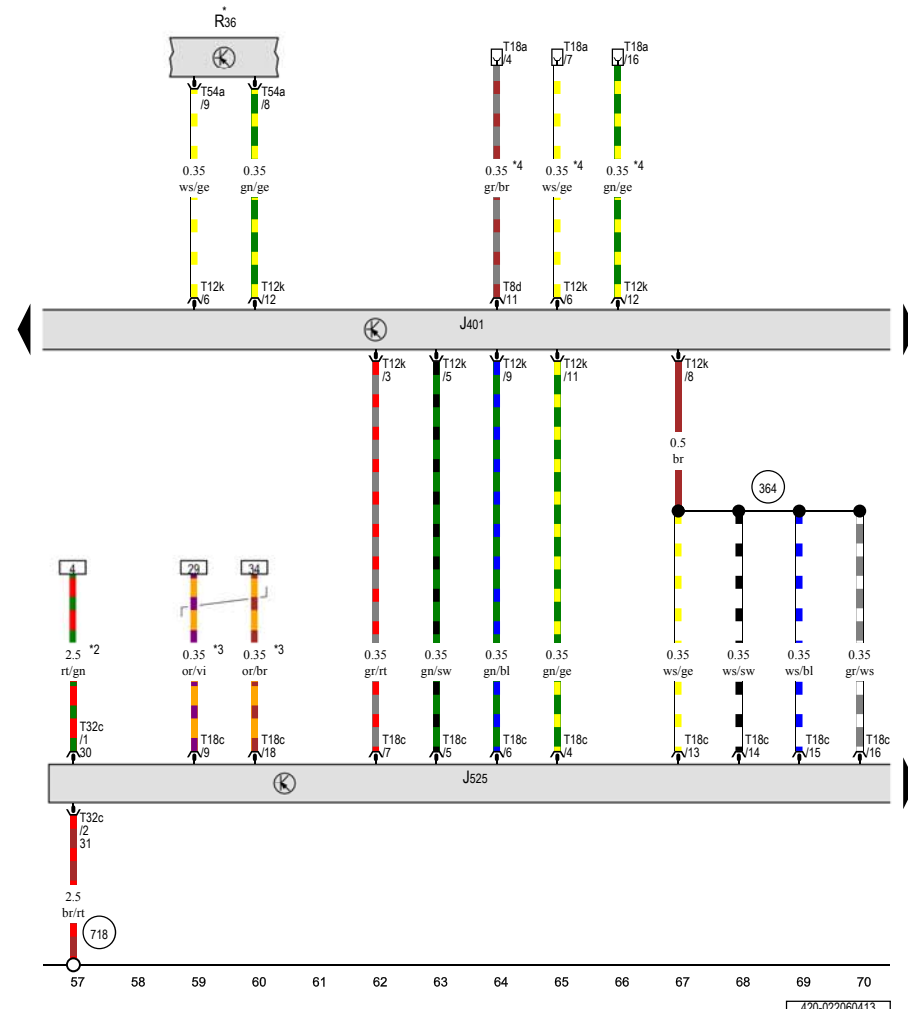 *
R36
T54a
/9
T54a
/8
T18a
/4
T18a
/7
T18a
/16
0.35
ws/ge
0.35
gn/ge
0.35 *4
gr/br
0.35 *4
ws/ge
0.35 *4
gn/ge
T12k
/6
T12k
/12
T8d
/11
T12k
/6
T12k
/12
J401
T12k
/3
T12k
/5
T12k
/9
T12k
/11
T12k
/8
0.5
br
364
4
29
34
2.5 *2
rt/gn
0.35 *3
or/vi
0.35 *3
or/br
0.35
gr/rt
0.35
gn/sw
0.35
gn/bl
0.35
gn/ge
0.35
ws/ge
0.35
ws/sw
0.35
ws/bl
0.35
gr/ws
T32c
/1
30
T18c
/9
T18c
/18
T18c
/7
T18c
/5
T18c
/6
T18c
/4
T18c
/13
T18c
/14
T18c
/15
T18c
/16
J525
T32c
/2
31
2.5
br/rt
718
57 58 59 60 61 62 63 64 65 66 67 68 69 70
420-022060413